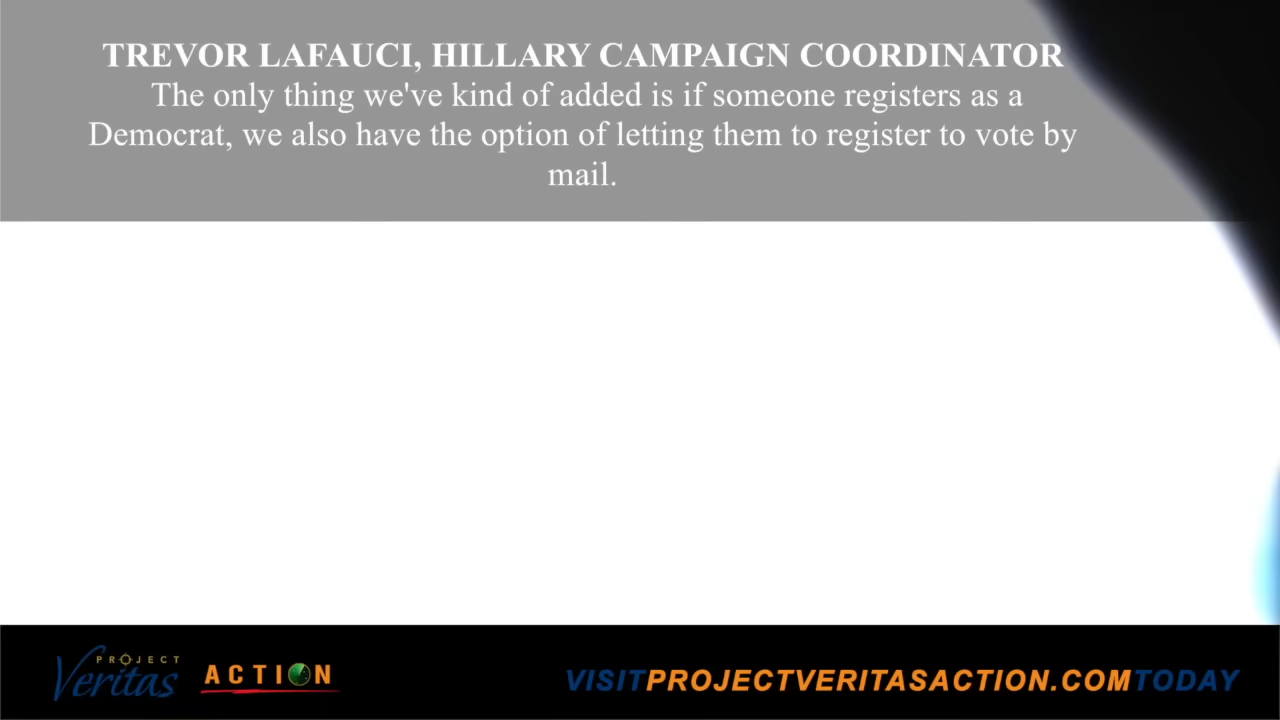 TREVOR LAFAUCI, HILLARY CAMPAIGN COORDINATOR
The only thing we've kind of added is if someone registers as a
Democrat, we also have the option of letting them to register to vote by
mail.
PROJECT
Veritas ACTION
VISITPROJECTVERITASACTION.COMTODAY